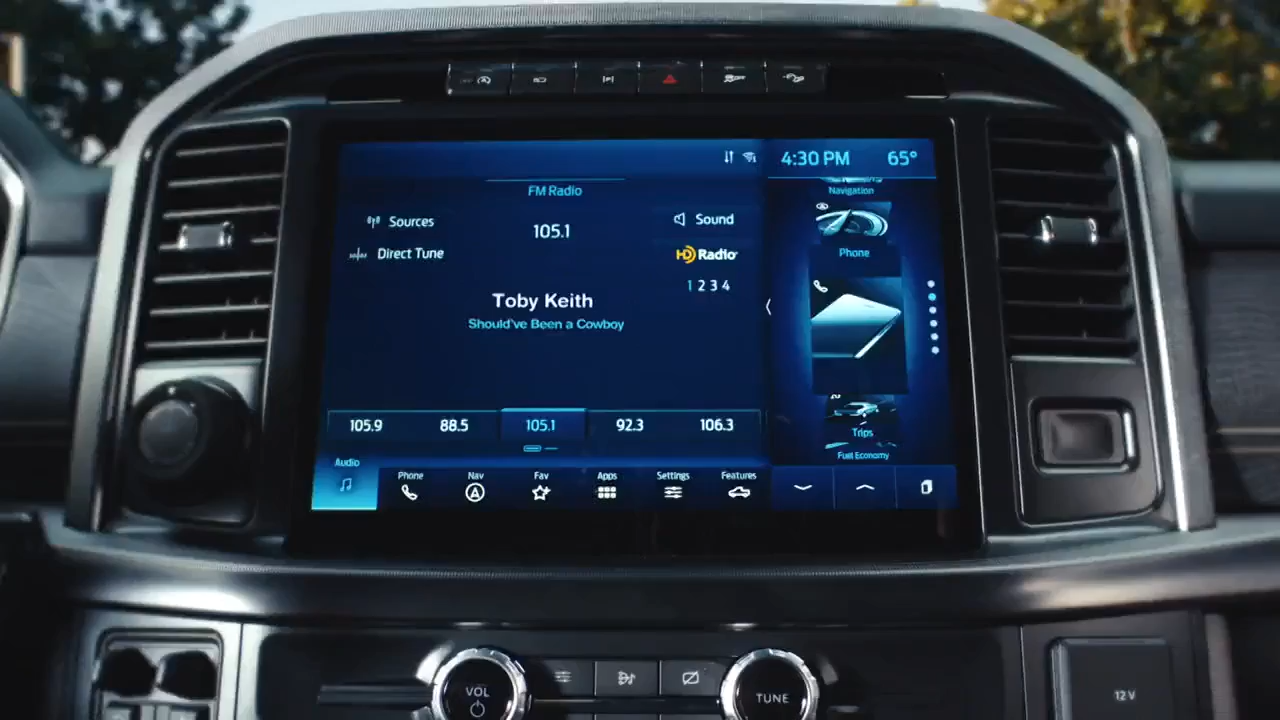 4:30 PM 65°
FM Radio
Navigation
Sources
105.1
Sound
Direct Tune
HD Radio
Phone
1 2 3 4
Toby Keith
Should've Been a Cowboy
105.9 88.5 105.1 92.3 106.3
Trips
Fuel Economy
Audio
Phone
Nav
Fav
Apps
Settings
Features
VOL
TUNE
12V